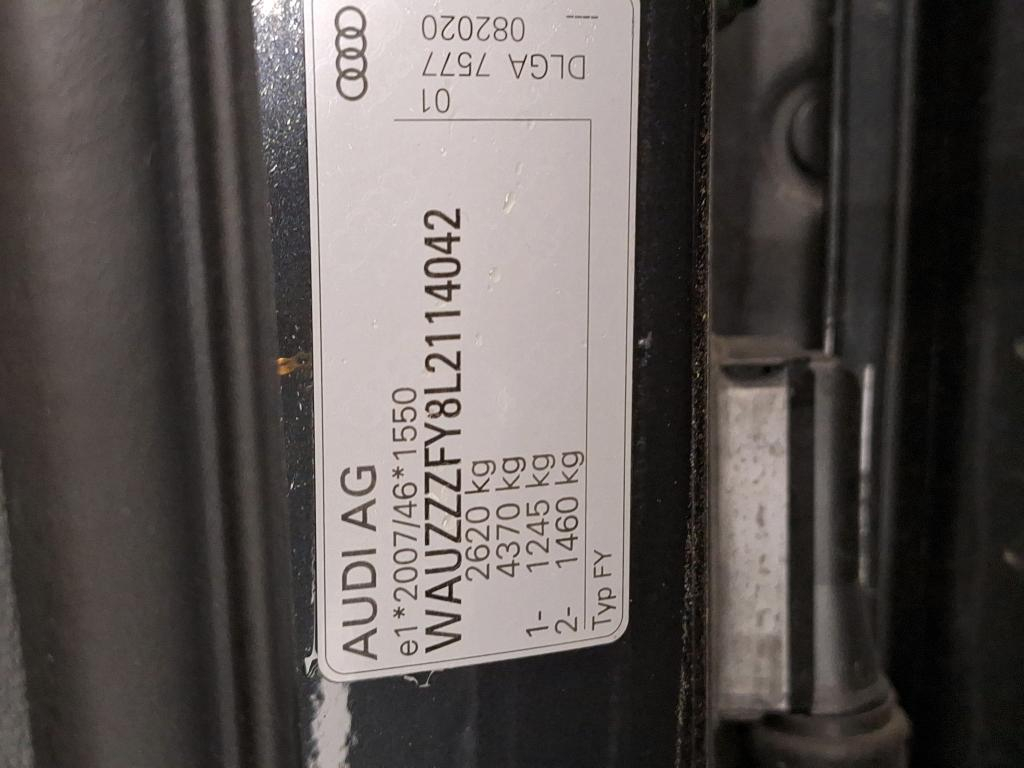 AUDI AG
e1*2007/46*1550
WAUZZZFY8L2114042
2620 kg
4370 kg
1- 1245 kg
2- 1460 kg
Typ FY
01
DLGA 7577
082020
---